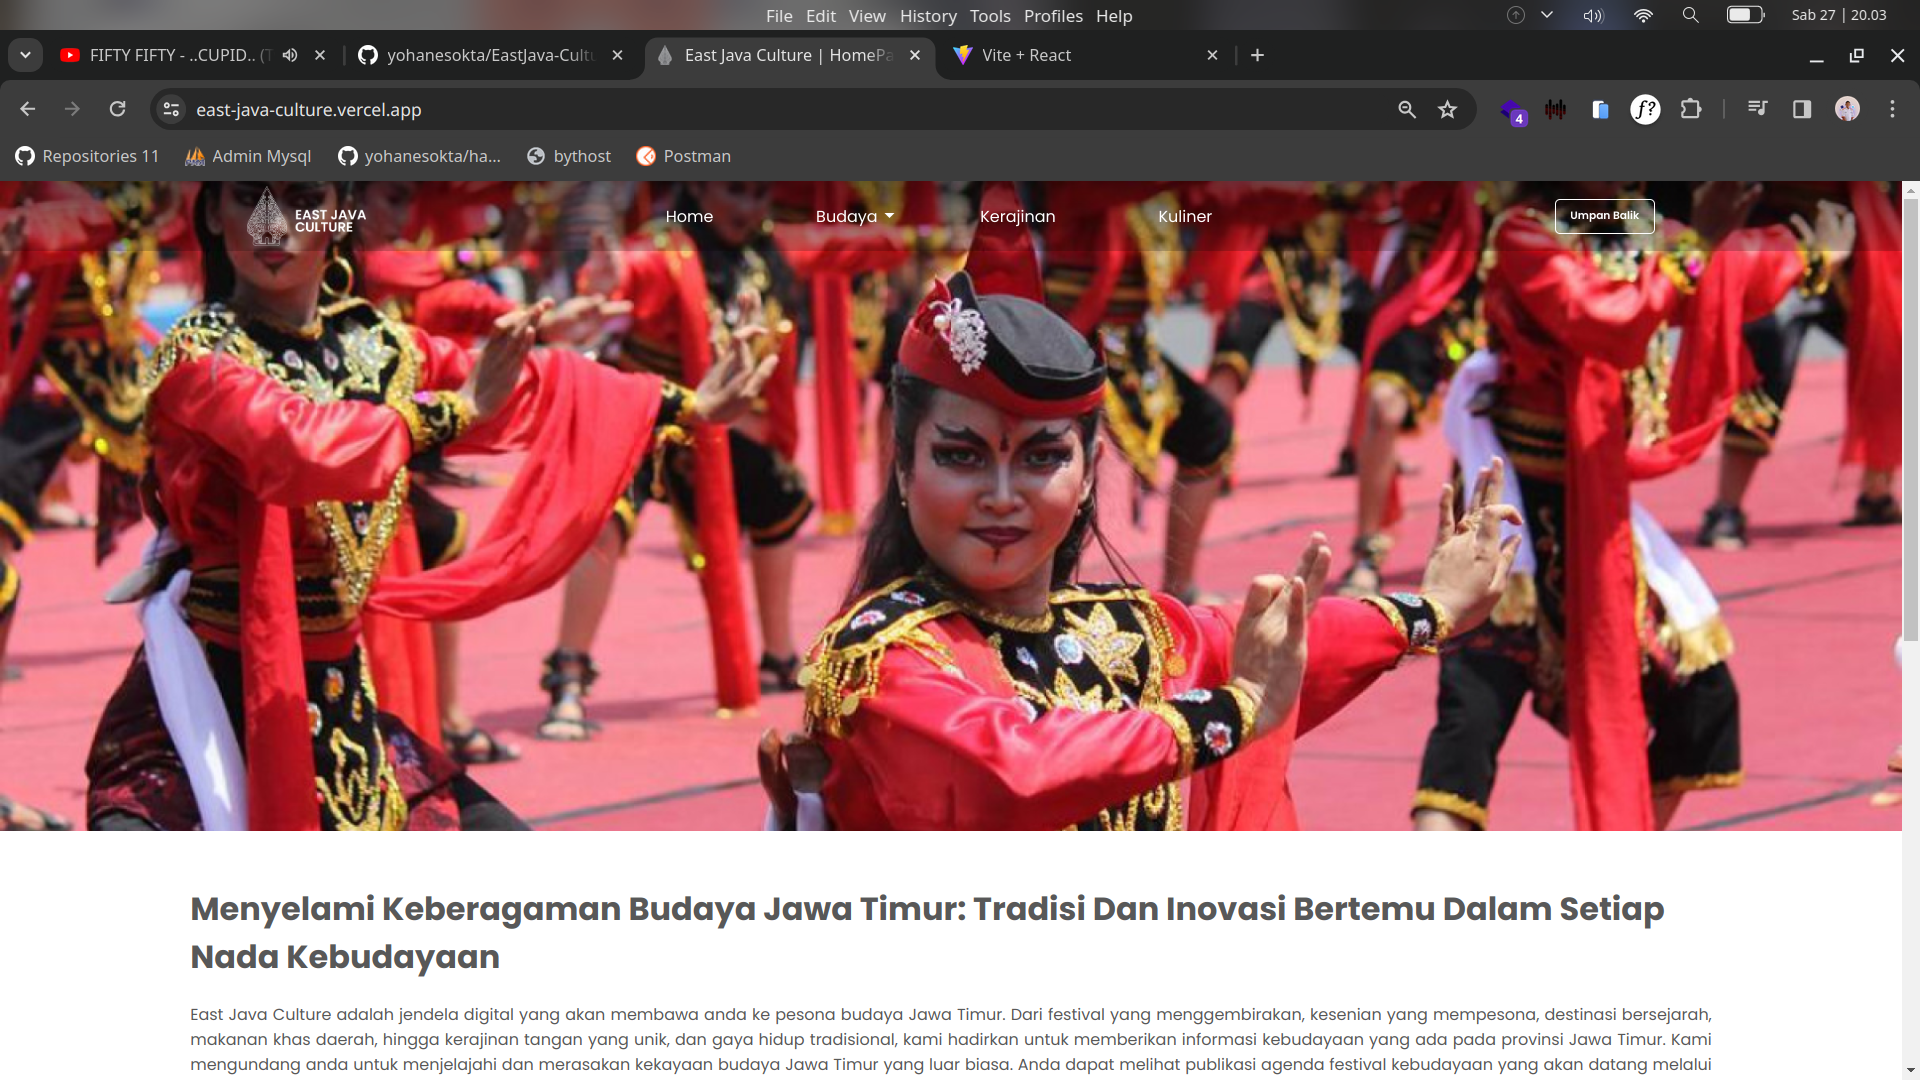 File Edit View History Tools Profiles Help
Sab 27 | 20.03
FIFTY FIFTY - ..CUPID.. (T
yohanesokta/EastJava-Cultu
East Java Culture | HomePa
Vite + React
east-java-culture.vercel.app
f?
4
Repositories 11
Admin Mysql
yohanesokta/ha...
bythost
Postman
EAST JAVA
CULTURE
Home
Budaya
Kerajinan
Kuliner
Umpan Balik
Menyelami Keberagaman Budaya Jawa Timur: Tradisi Dan Inovasi Bertemu Dalam Setiap
Nada Kebudayaan
East Java Culture adalah jendela digital yang akan membawa anda ke pesona budaya Jawa Timur. Dari festival yang menggembirakan, kesenian yang mempesona, destinasi bersejarah,
makanan khas daerah, hingga kerajinan tangan yang unik, dan gaya hidup tradisional, kami hadirkan untuk memberikan informasi kebudayaan yang ada pada provinsi Jawa Timur. Kami
mengundang anda untuk menjelajahi dan merasakan kekayaan budaya Jawa Timur yang luar biasa. Anda dapat melihat publikasi agenda festival kebudayaan yang akan datang melalui